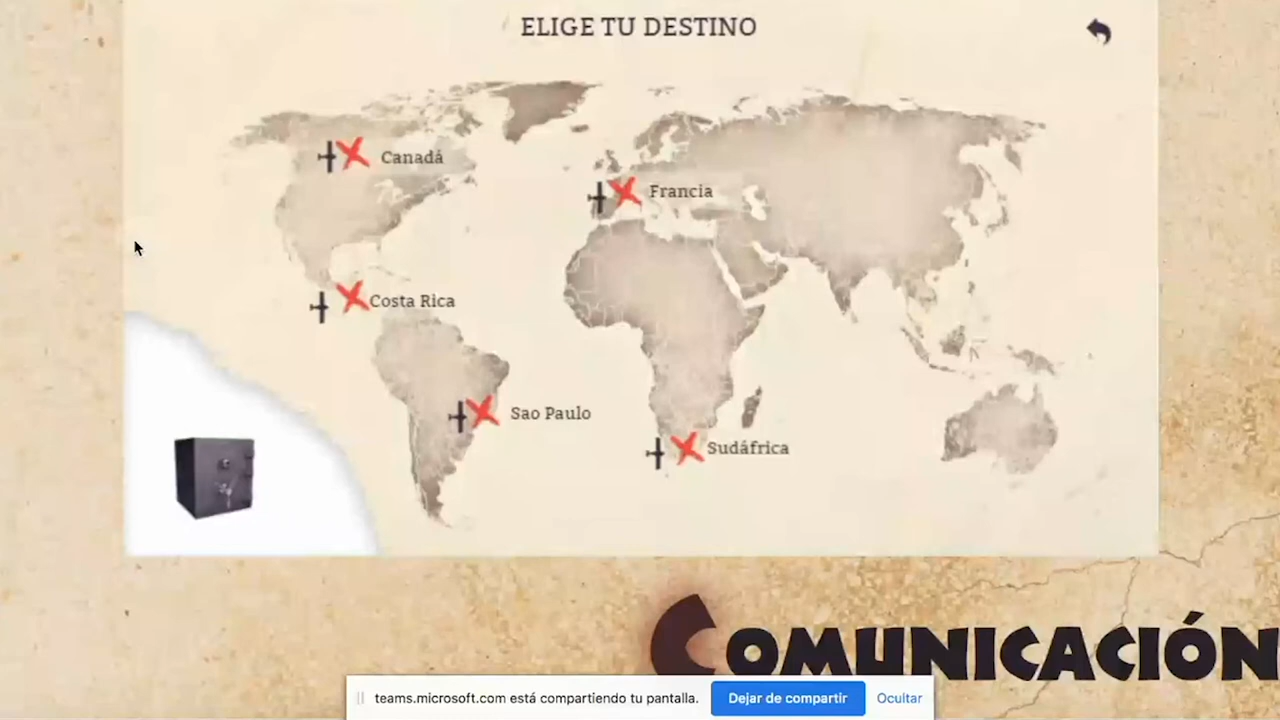 ELIGE TU DESTINO
Canadá
Francia
Costa Rica
Sao Paulo
Sudáfrica
COMUNICACIÓN
teams.microsoft.com está compartiendo tu pantalla.
Dejar de compartir
Ocultar